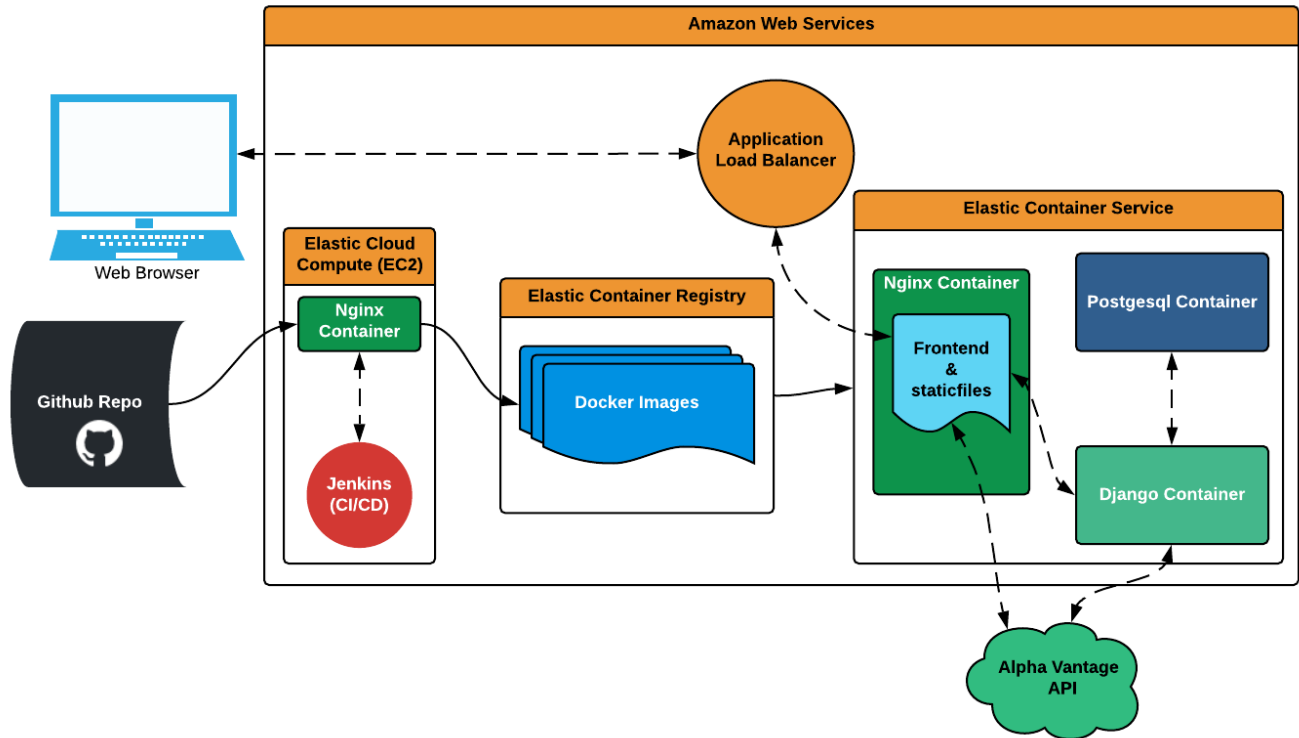 Amazon Web Services
Application
Load Balancer
Web Browser
Elastic Cloud
Compute (EC2)
Nginx
Container
Jenkins
(CI/CD)
Github Repo
Elastic Container Registry
Docker Images
Elastic Container Service
Nginx Container
Frontend
&
staticfiles
Postgesql Container
Django Container
Alpha Vantage
API